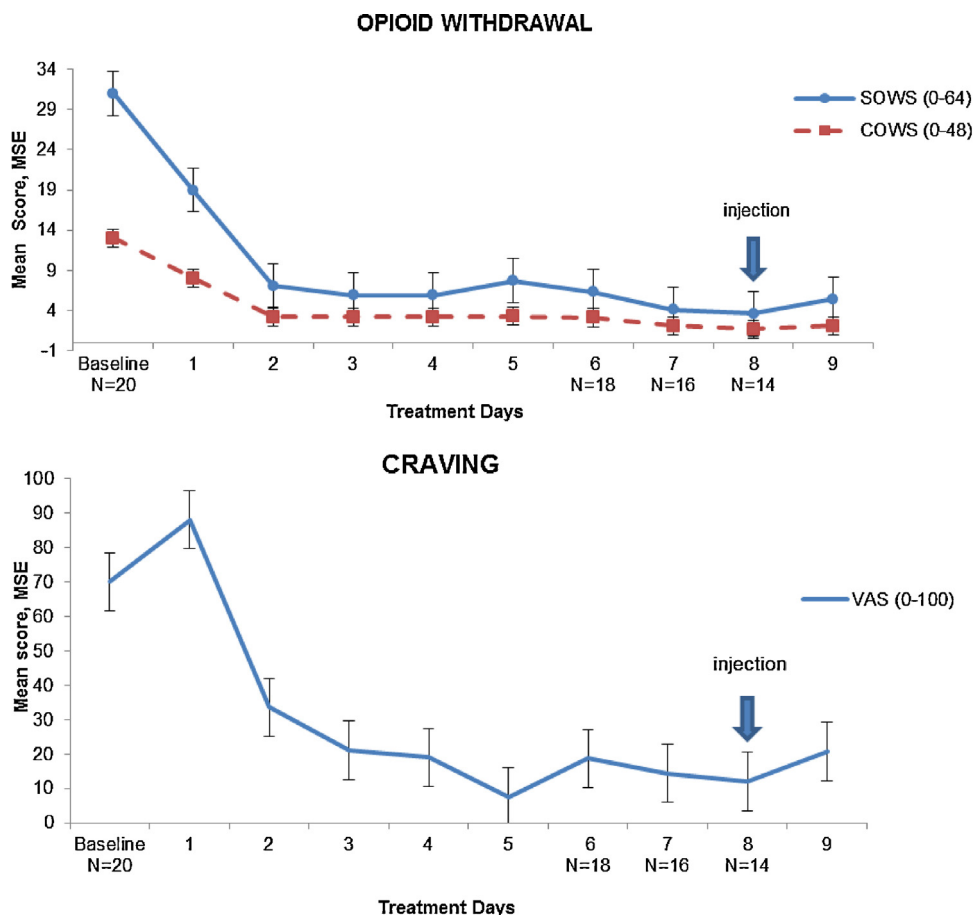 OPIOID WITHDRAWAL
Mean Score, MSE
34
29
24
19
14
9
4
-1
SOWS (0-64)
COWS (0-48)
injection
Baseline 1 2 3 4 5 6 7 8 9
N=20 N=18 N=16 N=14
Treatment Days
CRAVING
Mean score, MSE
100
90
80
70
60
50
40
30
20
10
0
VAS (0-100)
injection
Baseline 1 2 3 4 5 6 7 8 9
N=20 N=18 N=16 N=14
Treatment Days